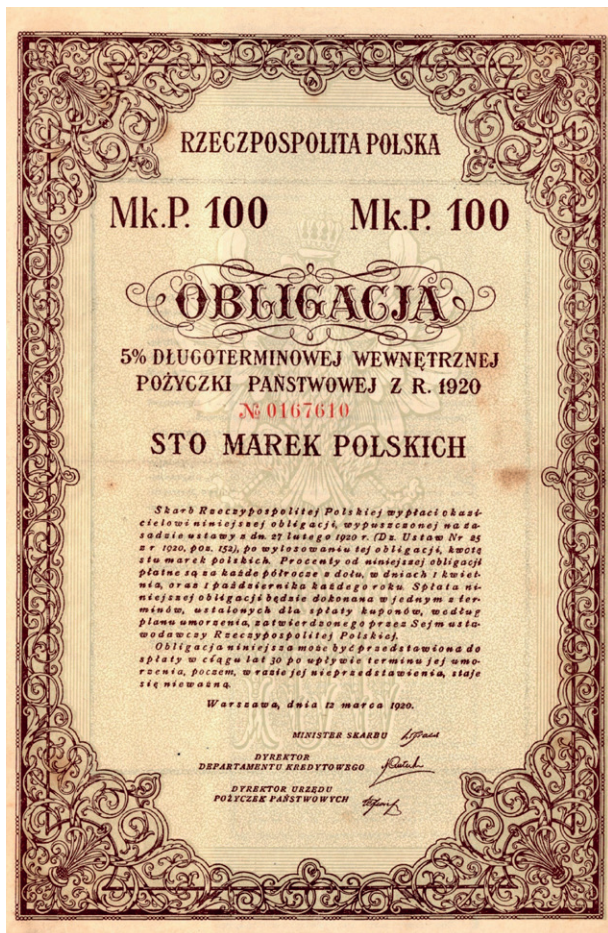 RZECZPOSPOLITA POLSKA
Mk.P. 100 Mk.P. 100
OBLIGACJA
5% DŁUGOTERMINOWEJ WEWNĘTRZNEJ
POŻYCZKI PAŃSTWOWEJ Z R. 1920
№ 0167610
STO MAREK POLSKICH
Skarb Rzeczypospolitej Polskiej wypłaci okazi-
cielowi niniejszej obligacji, wypuszczonej na za-
sadzie ustawy z dn. 27 lutego 1920 r. (Dz. Ustaw Nr 25
z r 1920, poz. 152), po wylosowaniu tej obligacji, kwotę
stu marek polskich. Procenty od niniejszej obligacji
płatne są za każde półrocze z dołu, w dniach 1 kwiet-
nia, oraz 1 października każdego roku. Spłata ni-
niejszej obligacji będzie dokonana w jednym z ter-
minów, ustalonych dla spłaty kuponów, według
planu umorzenia, zatwierdzonego przez Sejm usta-
wodawczy Rzeczypospolitej Polskiej.
Obligacja niniejsza może być przedstawiona do
spłaty w ciągu lat 30 po upływie terminu jej umo-
rzenia, poczem, w razie jej nieprzedstawienia, staje
się nieważną.
Warszawa, dnia 12 marca 1920.
MINISTER SKARBU
DYREKTOR
DEPARTAMENTU KREDYTOWEGO
DYREKTOR URZĘDU
POŻYCZEK PAŃSTWOWYCH